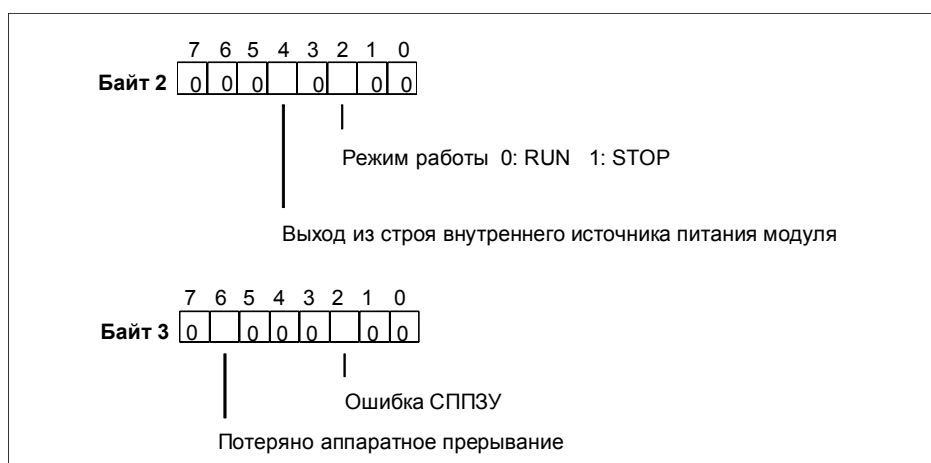 7 6 5 4 3 2 1 0
Байт 2 0 0 0 0 0 0
Режим работы 0: RUN 1: STOP
Выход из строя внутреннего источника питания модуля
7 6 5 4 3 2 1 0
Байт 3 0 0 0 0 0 0
Ошибка СППЗУ
Потеряно аппаратное прерывание